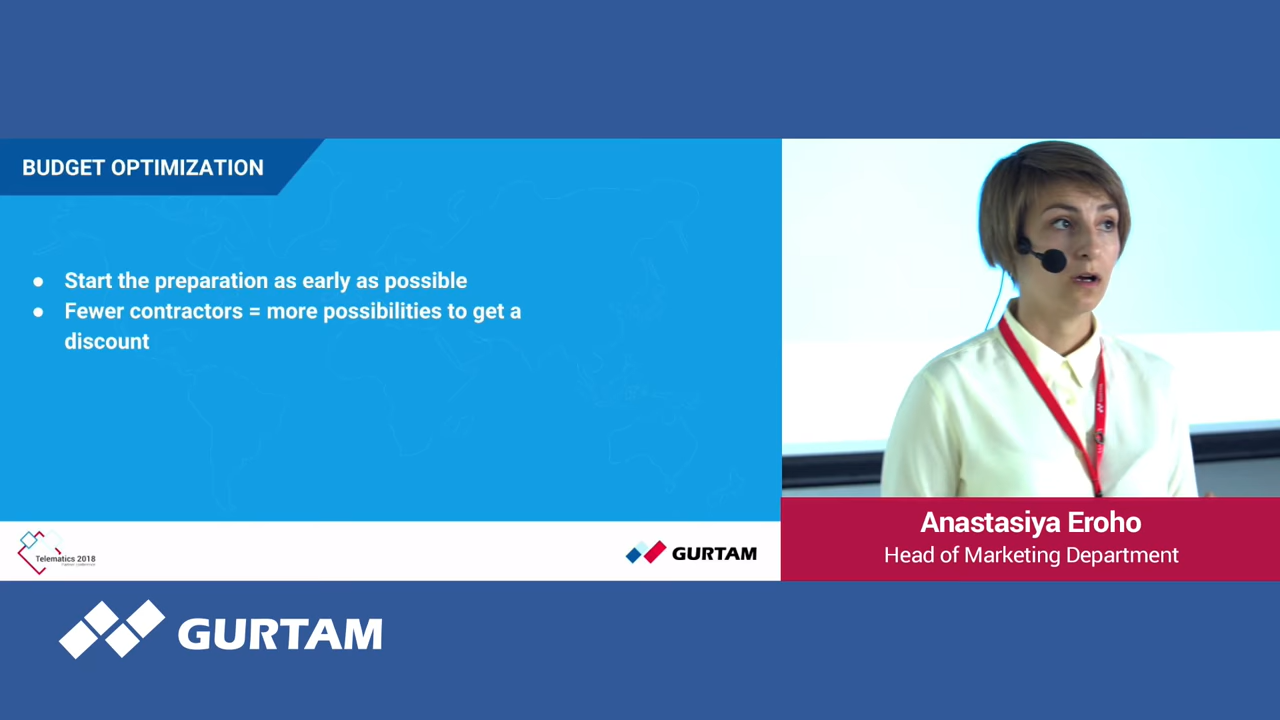 BUDGET OPTIMIZATION
● Start the preparation as early as possible
● Fewer contractors = more possibilities to get a
discount
Telematics 2018
GURTAM
Anastasiya Eroho
Head of Marketing Department
GURTAM